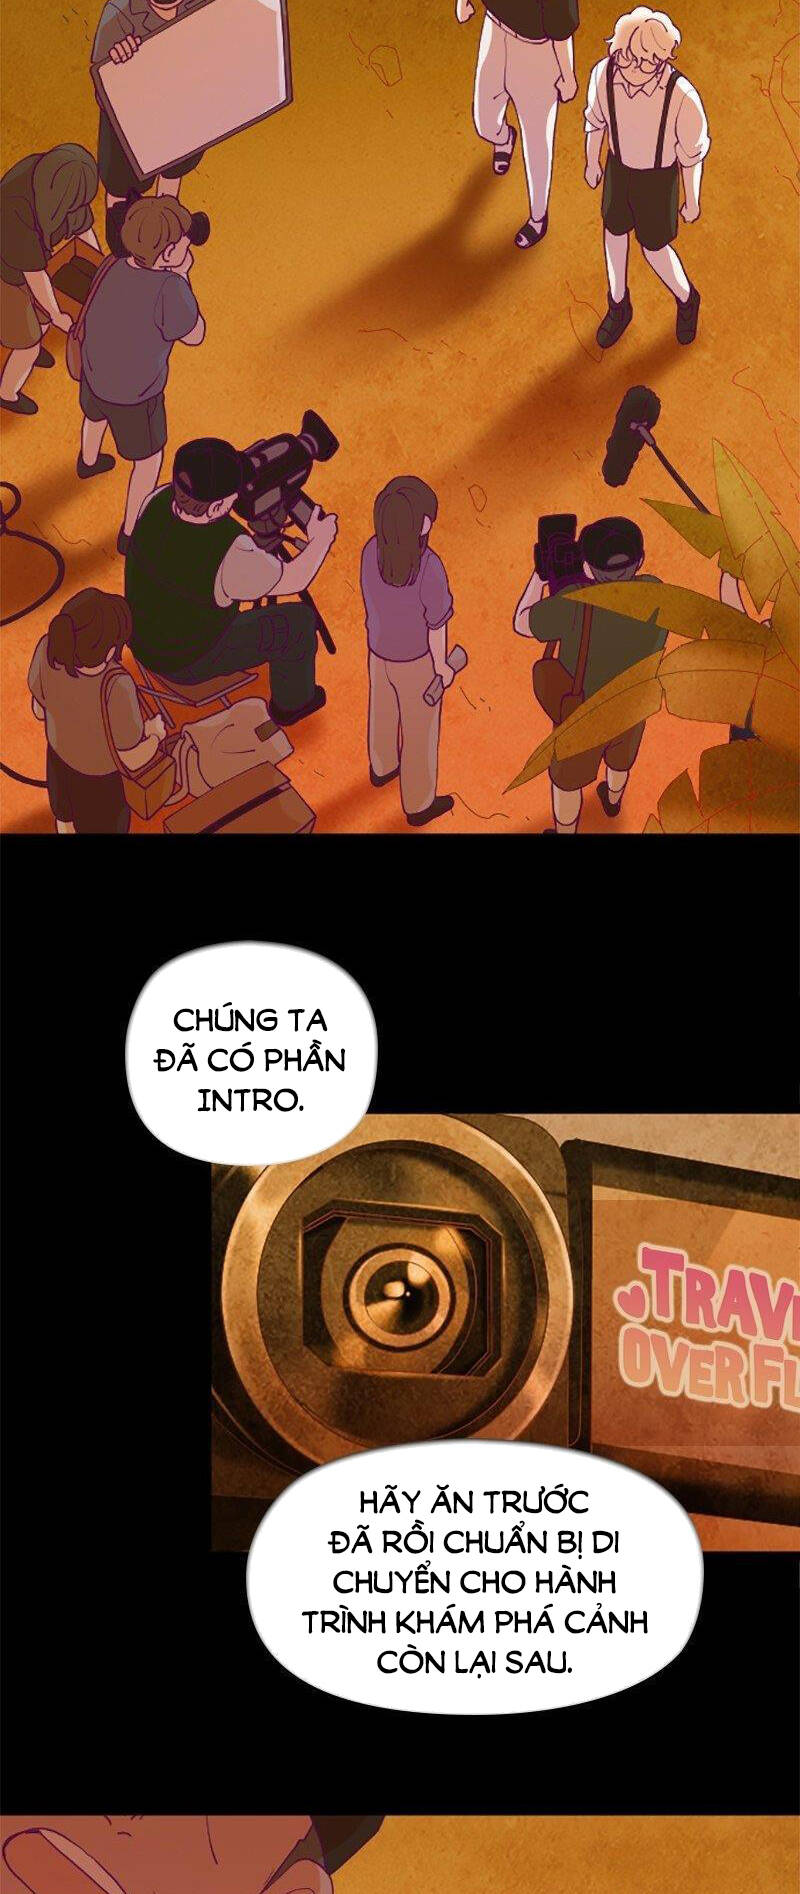 CHÚNG TA
ĐÃ CÓ PHẦN
INTRO.
TRAV
OVER FL
HÃY ĂN TRƯỚC
ĐÃ RỒI CHUẨN BỊ DI
CHUYỂN CHO HÀNH
TRÌNH KHÁM PHÁ CẢNH
CÒN LẠI SAU.